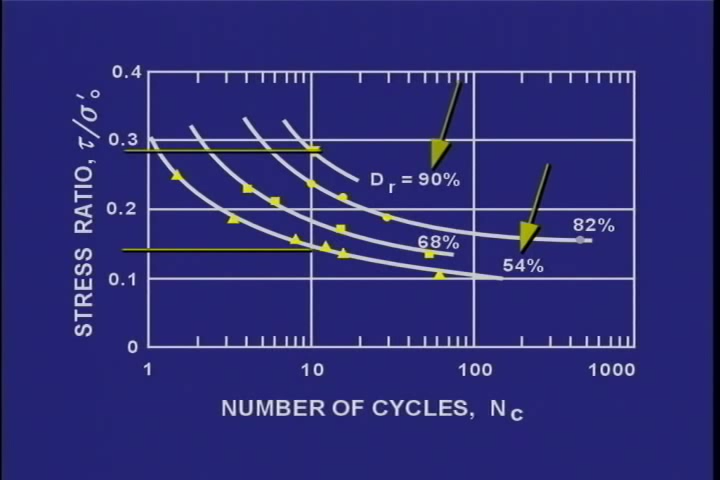 0.4
0.3
0.2
0.1
0
STRESS RATIO, τ/σ'o
Dr = 90%
82%
68%
54%
1 10 100 1000
NUMBER OF CYCLES, Nc